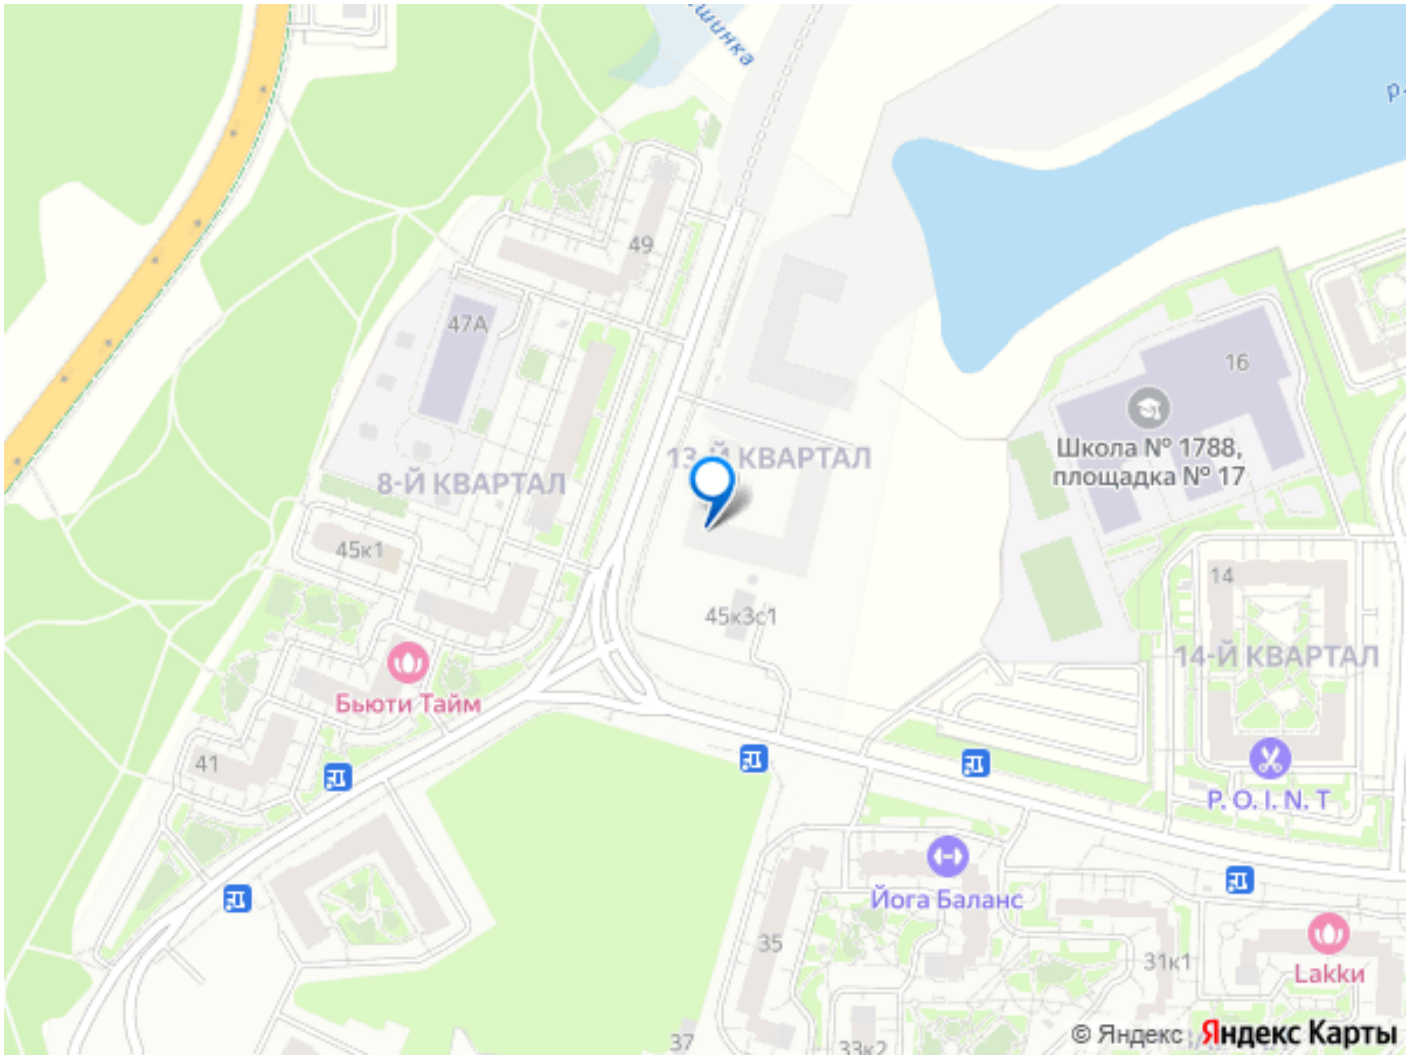 49
47А
16
Школа № 1788,
площадка № 17
13-Й КВАРТАЛ
8-Й КВАРТАЛ
45к1
14
45к3с1
14-Й КВАРТАЛ
Бьюти Тайм
41
P. O. I. N. T
Йога Баланс
35
31к1
Lakkи
37
33к2
© Яндекс Яндекс Карты